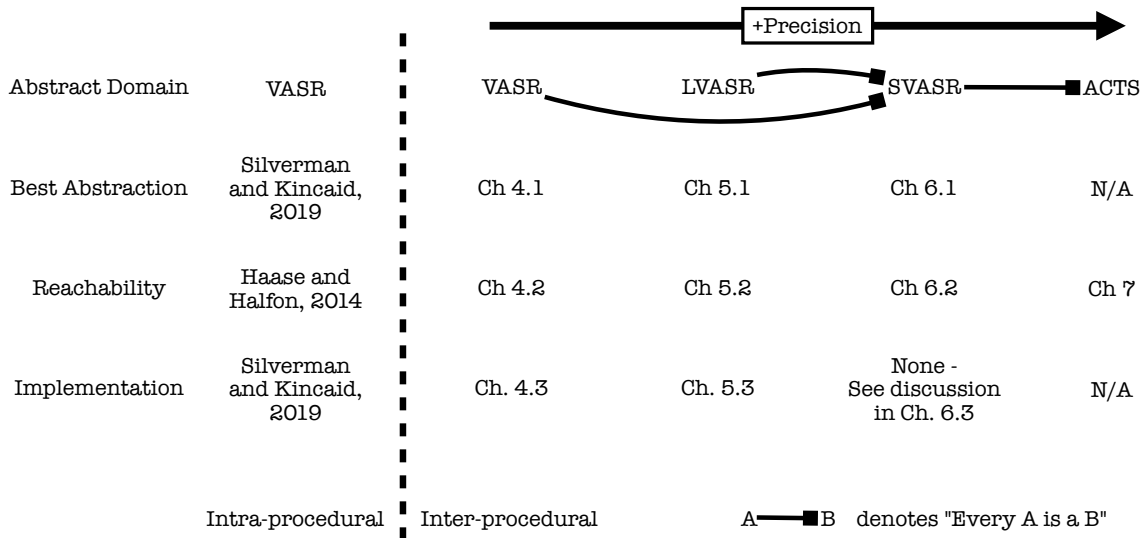 +Precision
Abstract Domain VASR VASR LVASR SVASR ACTS
Silverman
and Kincaid,
2019
Best Abstraction Ch 4.1 Ch 5.1 Ch 6.1 N/A
Haase and
Halfon, 2014
Reachability Ch 4.2 Ch 5.2 Ch 6.2 Ch 7
Silverman
and Kincaid,
2019
Implementation Ch. 4.3 Ch. 5.3
None -
See discussion
in Ch. 6.3
N/A
Intra-procedural Inter-procedural A B denotes "Every A is a B"